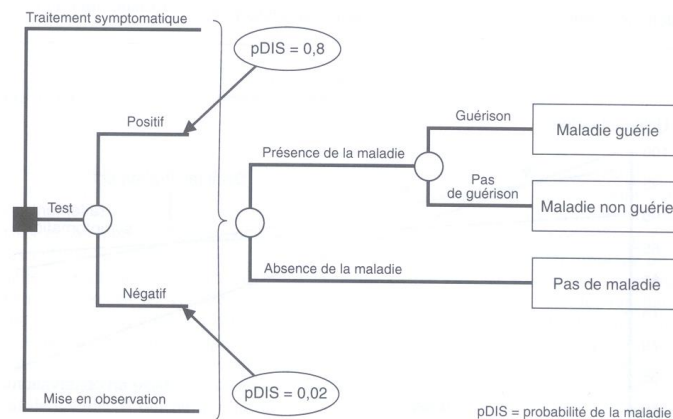 Traitement symptomatique
pDIS = 0,8
Positif
Guérison
Maladie guérie
Présence de la maladie
Pas
de guérison
Maladie non guérie
Test
Absence de la maladie
Pas de maladie
Négatif
pDIS = 0,02
Mise en observation
pDIS = probabilité de la maladie